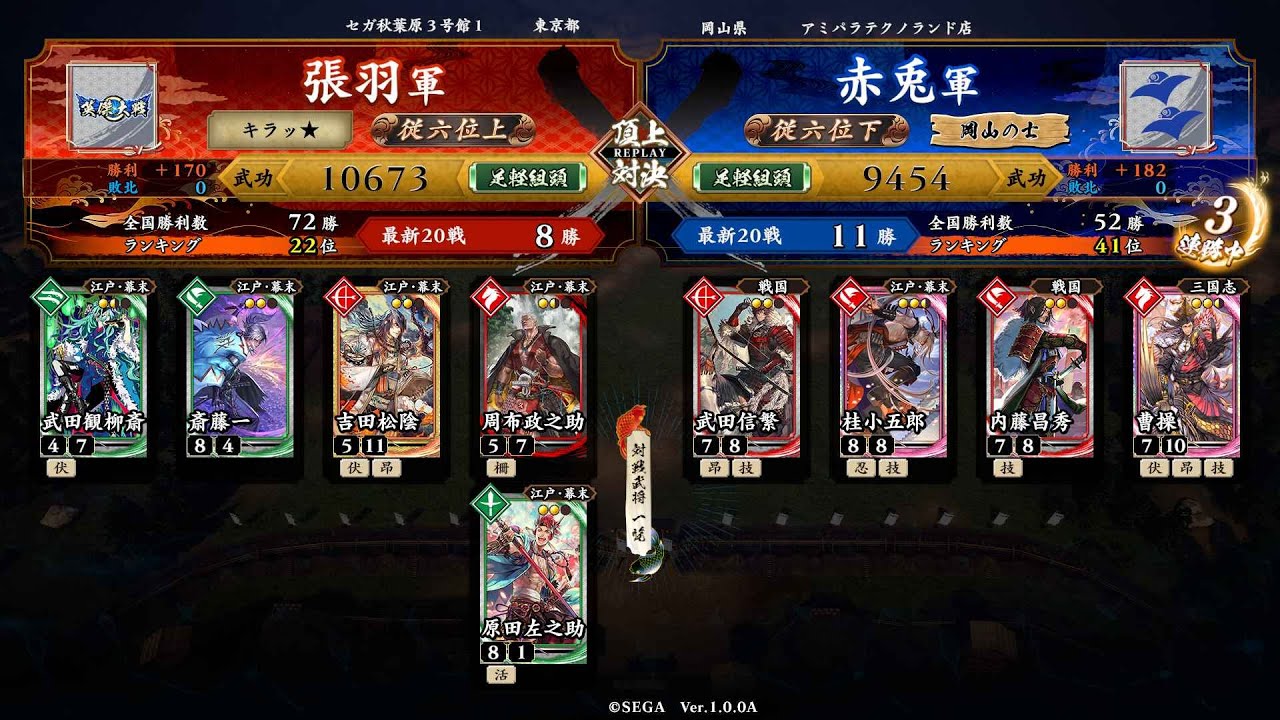 セガ秋葉原3号館1 東京都
岡山県 アミパラテクノランド店
英傑大戦
張羽軍
キラッ★ 従六位上
勝利 +170
敗北 0
武功 10673 足軽組頭
全国勝利数 72勝
ランキング 22位
最新20戦 8勝
頂上
REPLAY
対決
赤兎軍
従六位下 岡山の士
足軽組頭 9454 武功
勝利 +182
敗北 0
最新20戦 11勝
全国勝利数 52勝
ランキング 41位
3
連勝中
江戸・幕末
武田観柳斎
4 7
伏
江戸・幕末
斎藤一
8 4
江戸・幕末
吉田松陰
5 11
伏 昂
江戸・幕末
周布政之助
5 7
柵
江戸・幕末
原田左之助
8 1
活
対戦武将一覧
戦国
武田信繁
7 8
昂 技
江戸・幕末
桂小五郎
8 8
忍 技
戦国
内藤昌秀
7 8
技
三国志
曹操
7 10
伏 昂 技
©SEGA Ver.1.0.0A